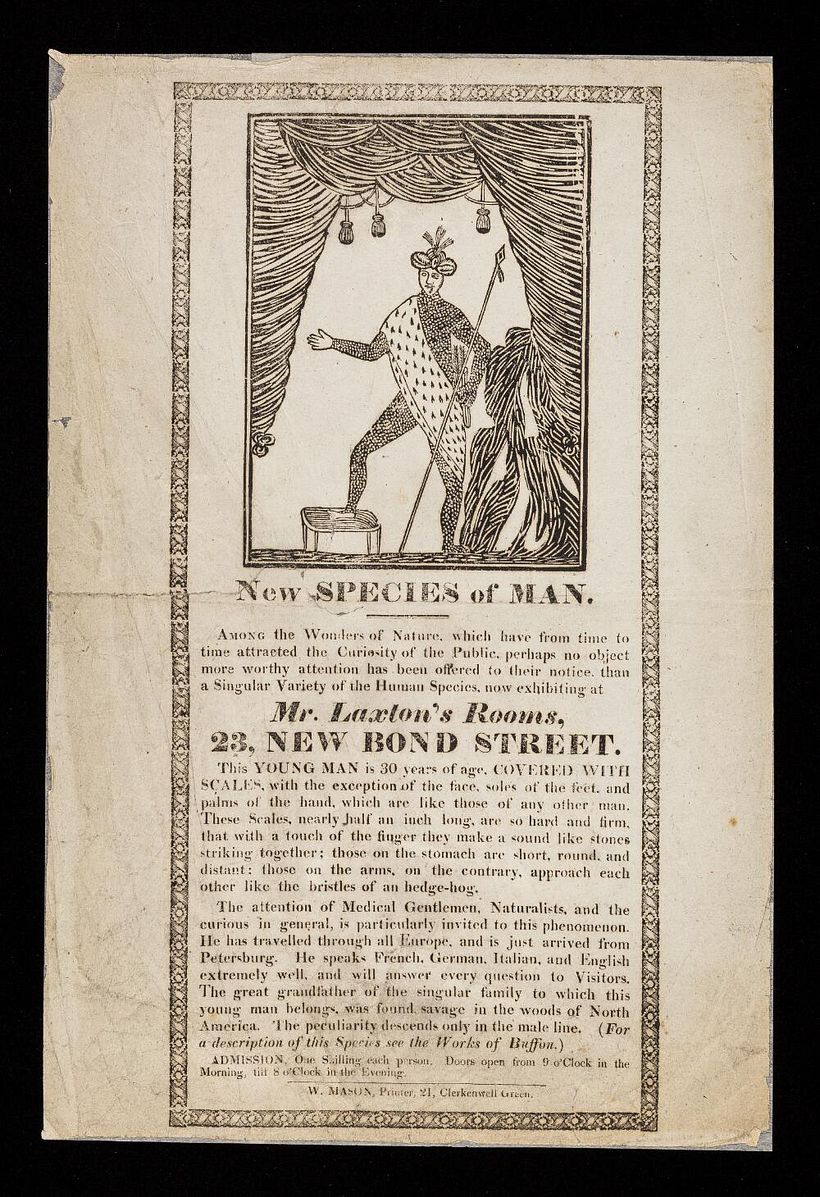 New SPECIES of MAN.
AMONG the Wonders of Nature, which have from time to
time attracted the Curiosity of the Public, perhaps no object
more worthy attention has been offered to their notice, than
a Singular Variety of the Human Species, now exhibiting at
Mr. Laxton's Rooms,
23, NEW BOND STREET.
This YOUNG MAN is 30 years of age, COVERED WITH
SCALES, with the exception of the face, soles of the feet, and
palms of the hand, which are like those of any other man.
These Scales, nearly half an inch long, are so hard and firm,
that with a touch of the finger they make a sound like stones
striking together; those on the stomach are short, round, and
distant: those on the arms, on the contrary, approach each
other like the bristles of an hedge-hog.
The attention of Medical Gentlemen, Naturalists, and the
curious in general, is particularly invited to this phenomenon.
He has travelled through all Europe, and is just arrived from
Petersburg. He speaks French, German, Italian, and English
extremely well, and will answer every question to Visitors.
The great grandfather of the singular family to which this
young man belongs, was found savage in the woods of North
America. The peculiarity descends only in the male line. (For
a description of this Species see the Works of Buffon.)
ADMISSION, One Shilling each person. Doors open from 9 o'Clock in the
Morning, till 8 o'Clock in the Evening.
W. MASON, Printer, 21, Clerkenwell Green.